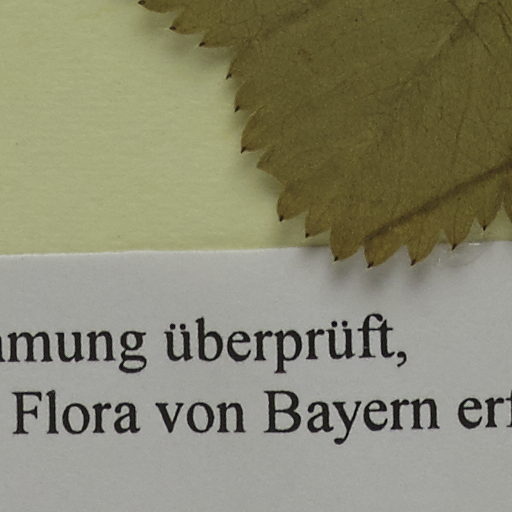 mmung überprüft,
Flora von Bayern erf